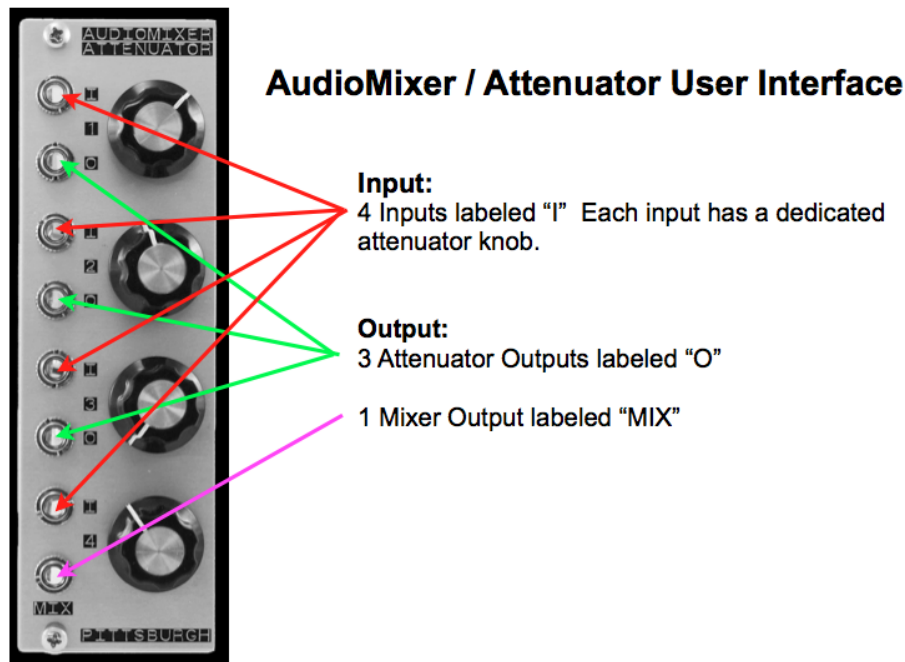 AUDIOMIXER
ATTENUATOR
I
1
O
I
2
O
I
3
O
I
4
MIX
PITTSBURGH
AudioMixer / Attenuator User Interface
Input:
4 Inputs labeled “I”  Each input has a dedicated
attenuator knob.
Output:
3 Attenuator Outputs labeled “O”
1 Mixer Output labeled “MIX”